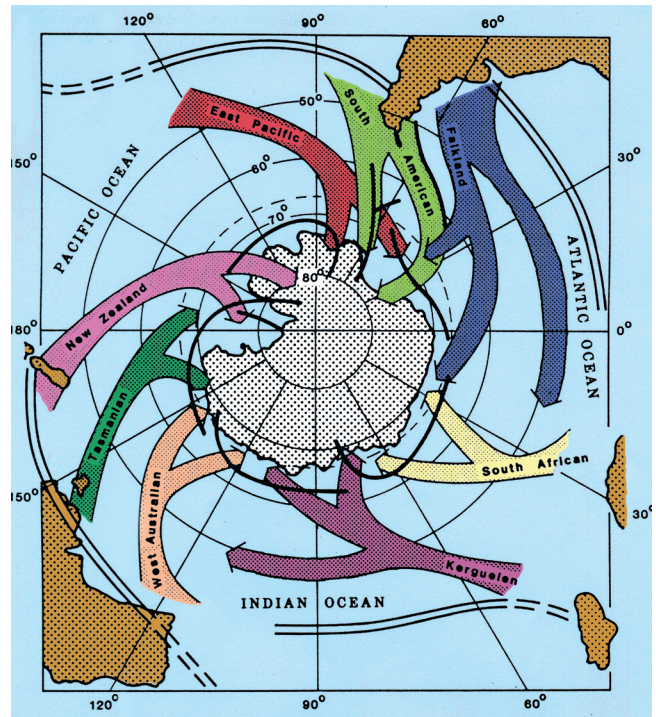 120°
90°
60°
50°
60°
70°
80°
150°
30°
180°
0°
150°
30°
120°
90°
60°
PACIFIC OCEAN
ATLANTIC OCEAN
INDIAN OCEAN
East Pacific
South
American
Falkland
New Zealand
Tasmanian
West Australian
South African
Kerguelen